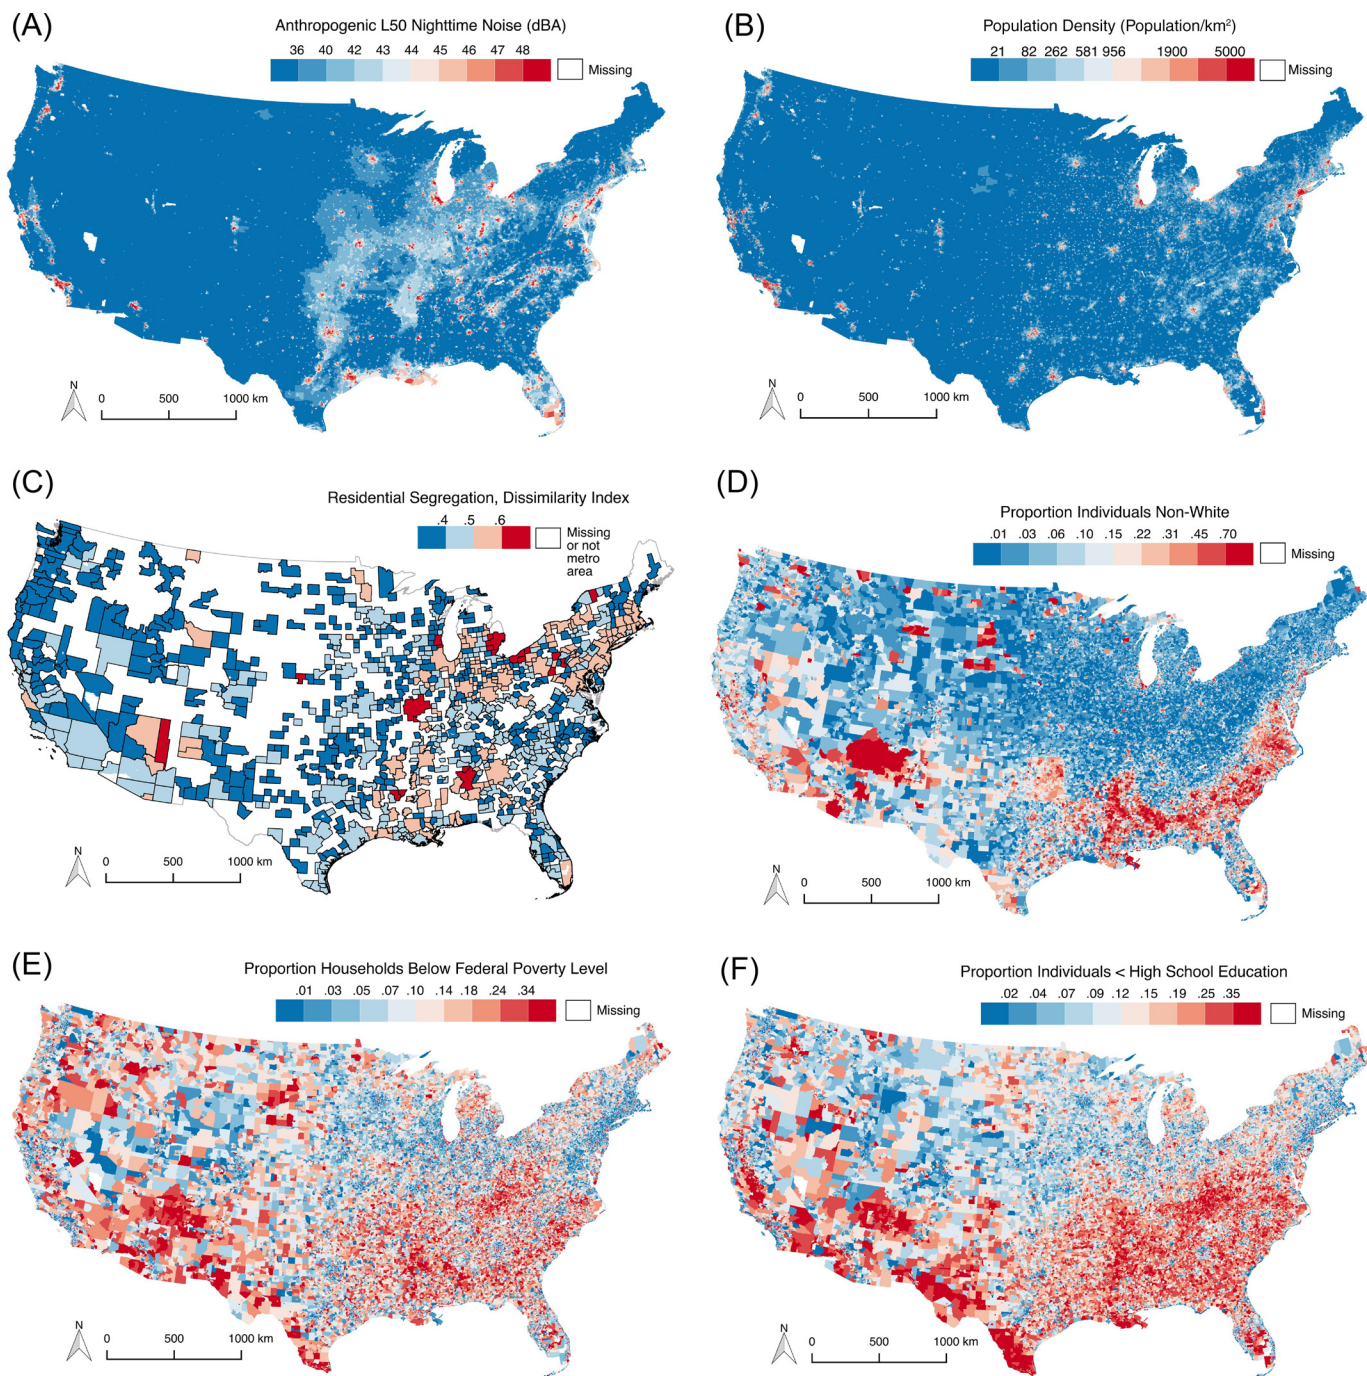 (A)
Anthropogenic L50 Nighttime Noise (dBA)
36 40 42 43 44 45 46 47 48
Missing
N
0 500 1000 km
(B)
Population Density (Population/km²)
21 82 262 581 956 1900 5000
Missing
N
0 500 1000 km
(C)
Residential Segregation, Dissimilarity Index
.4 .5 .6
Missing
or not
metro
area
N
0 500 1000 km
(D)
Proportion Individuals Non-White
.01 .03 .06 .10 .15 .22 .31 .45 .70
Missing
N
0 500 1000 km
(E)
Proportion Households Below Federal Poverty Level
.01 .03 .05 .07 .10 .14 .18 .24 .34
Missing
N
0 500 1000 km
(F)
Proportion Individuals < High School Education
.02 .04 .07 .09 .12 .15 .19 .25 .35
Missing
N
0 500 1000 km